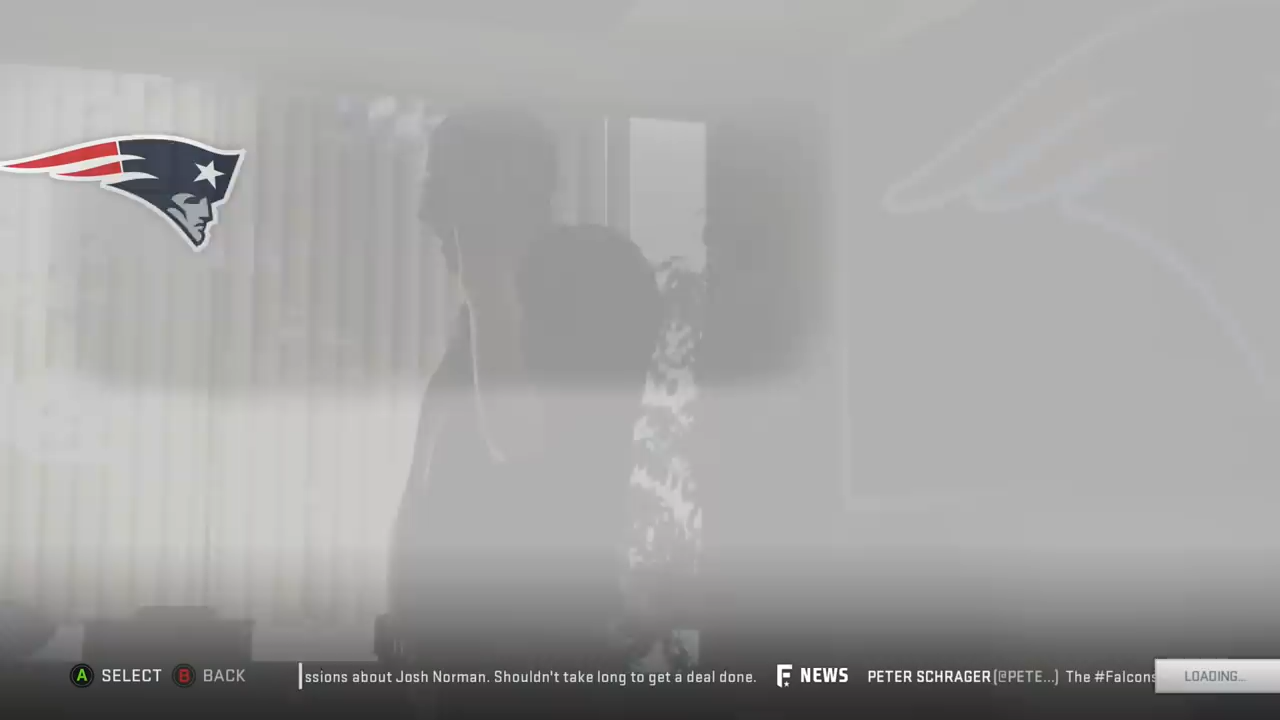 A SELECT B BACK ssions about Josh Norman. Shouldn't take long to get a deal done. F NEWS PETER SCHRAGER (@PETE...) The #Falcons LOADING...